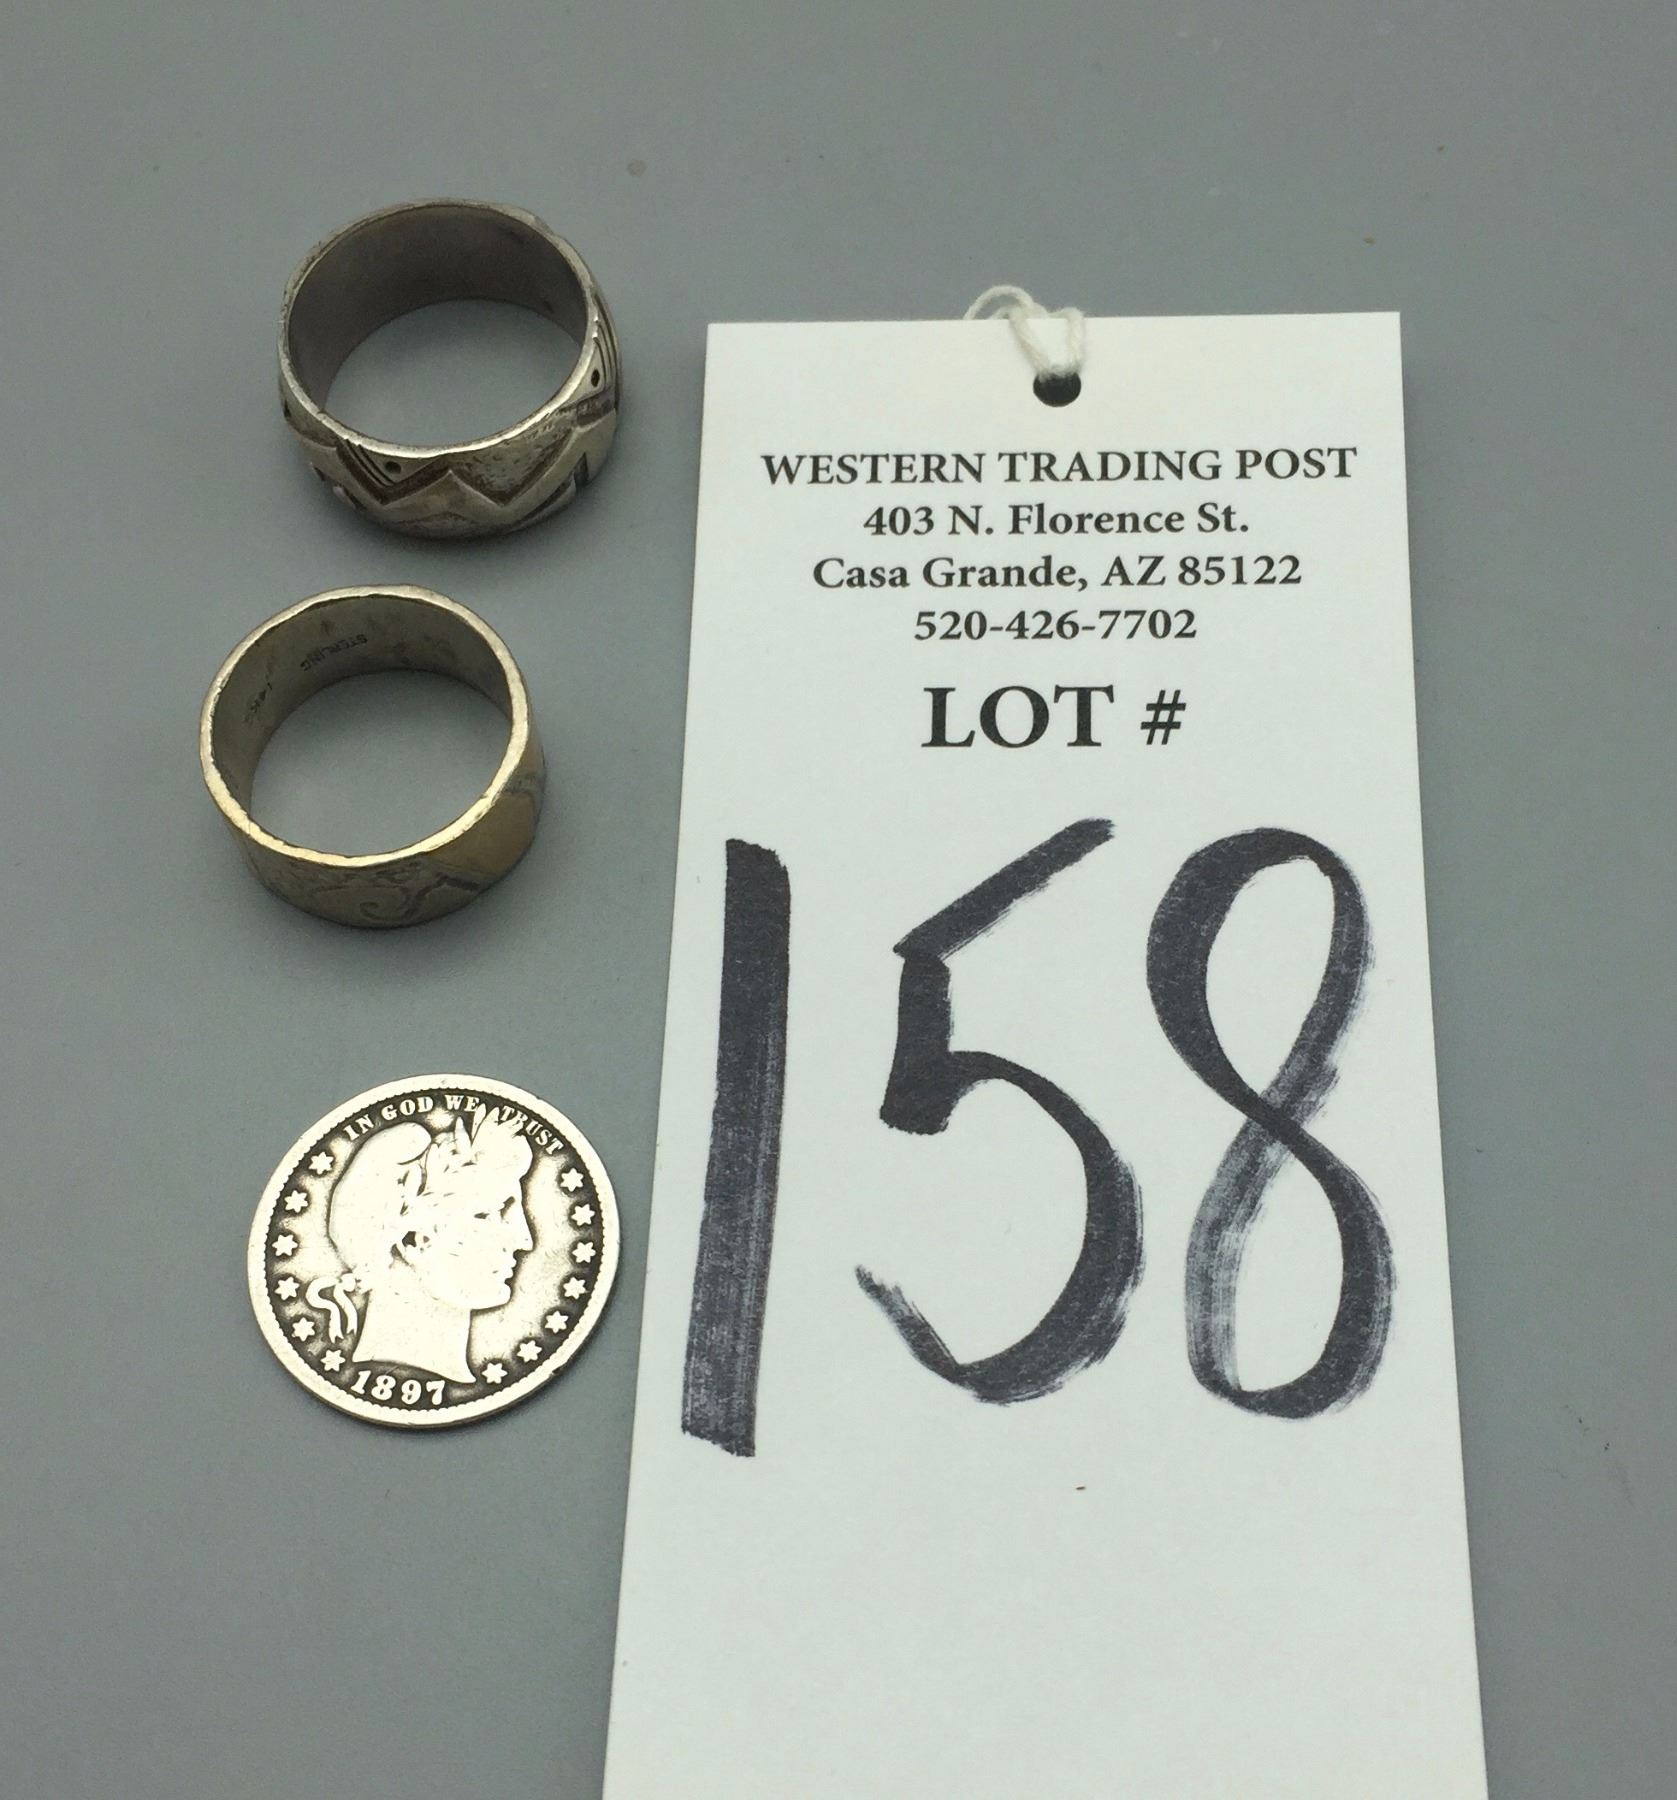 WESTERN TRADING POST
403 N. Florence St.
Casa Grande, AZ 85122
520-426-7702
LOT #
158
STERLING
IN GOD WE TRUST
1897